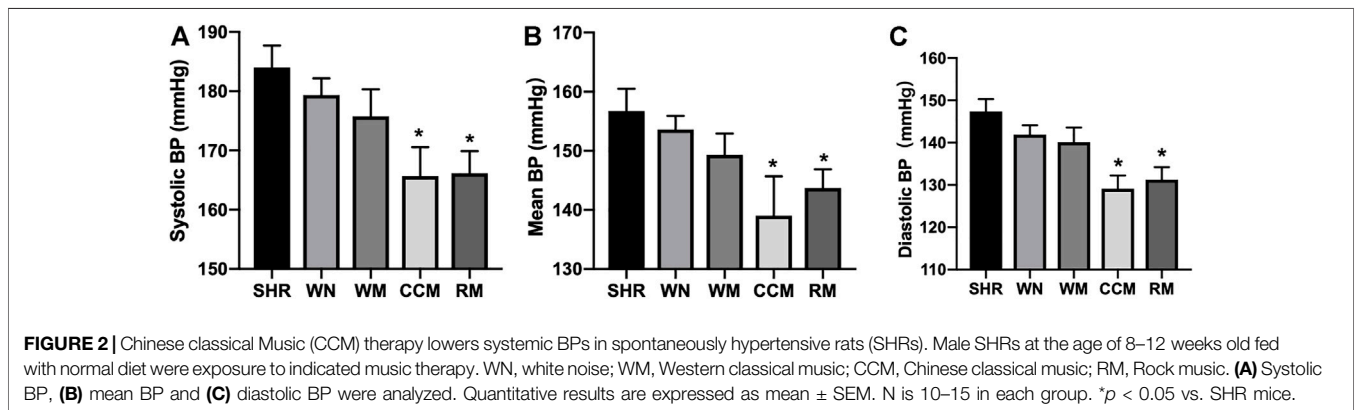 A
190
180
170
160
150
Systolic BP (mmHg)
* *
SHR WN WM CCM RM
B
170
160
150
140
130
Mean BP (mmHg)
* *
SHR WN WM CCM RM
C
160
150
140
130
120
110
Diastolic BP (mmHg)
* *
SHR WN WM CCM RM
FIGURE 2 | Chinese classical Music (CCM) therapy lowers systemic BPs in spontaneously hypertensive rats (SHRs). Male SHRs at the age of 8–12 weeks old fed
with normal diet were exposure to indicated music therapy. WN, white noise; WM, Western classical music; CCM, Chinese classical music; RM, Rock music. (A) Systolic
BP, (B) mean BP and (C) diastolic BP were analyzed. Quantitative results are expressed as mean ± SEM. N is 10–15 in each group. *p < 0.05 vs. SHR mice.